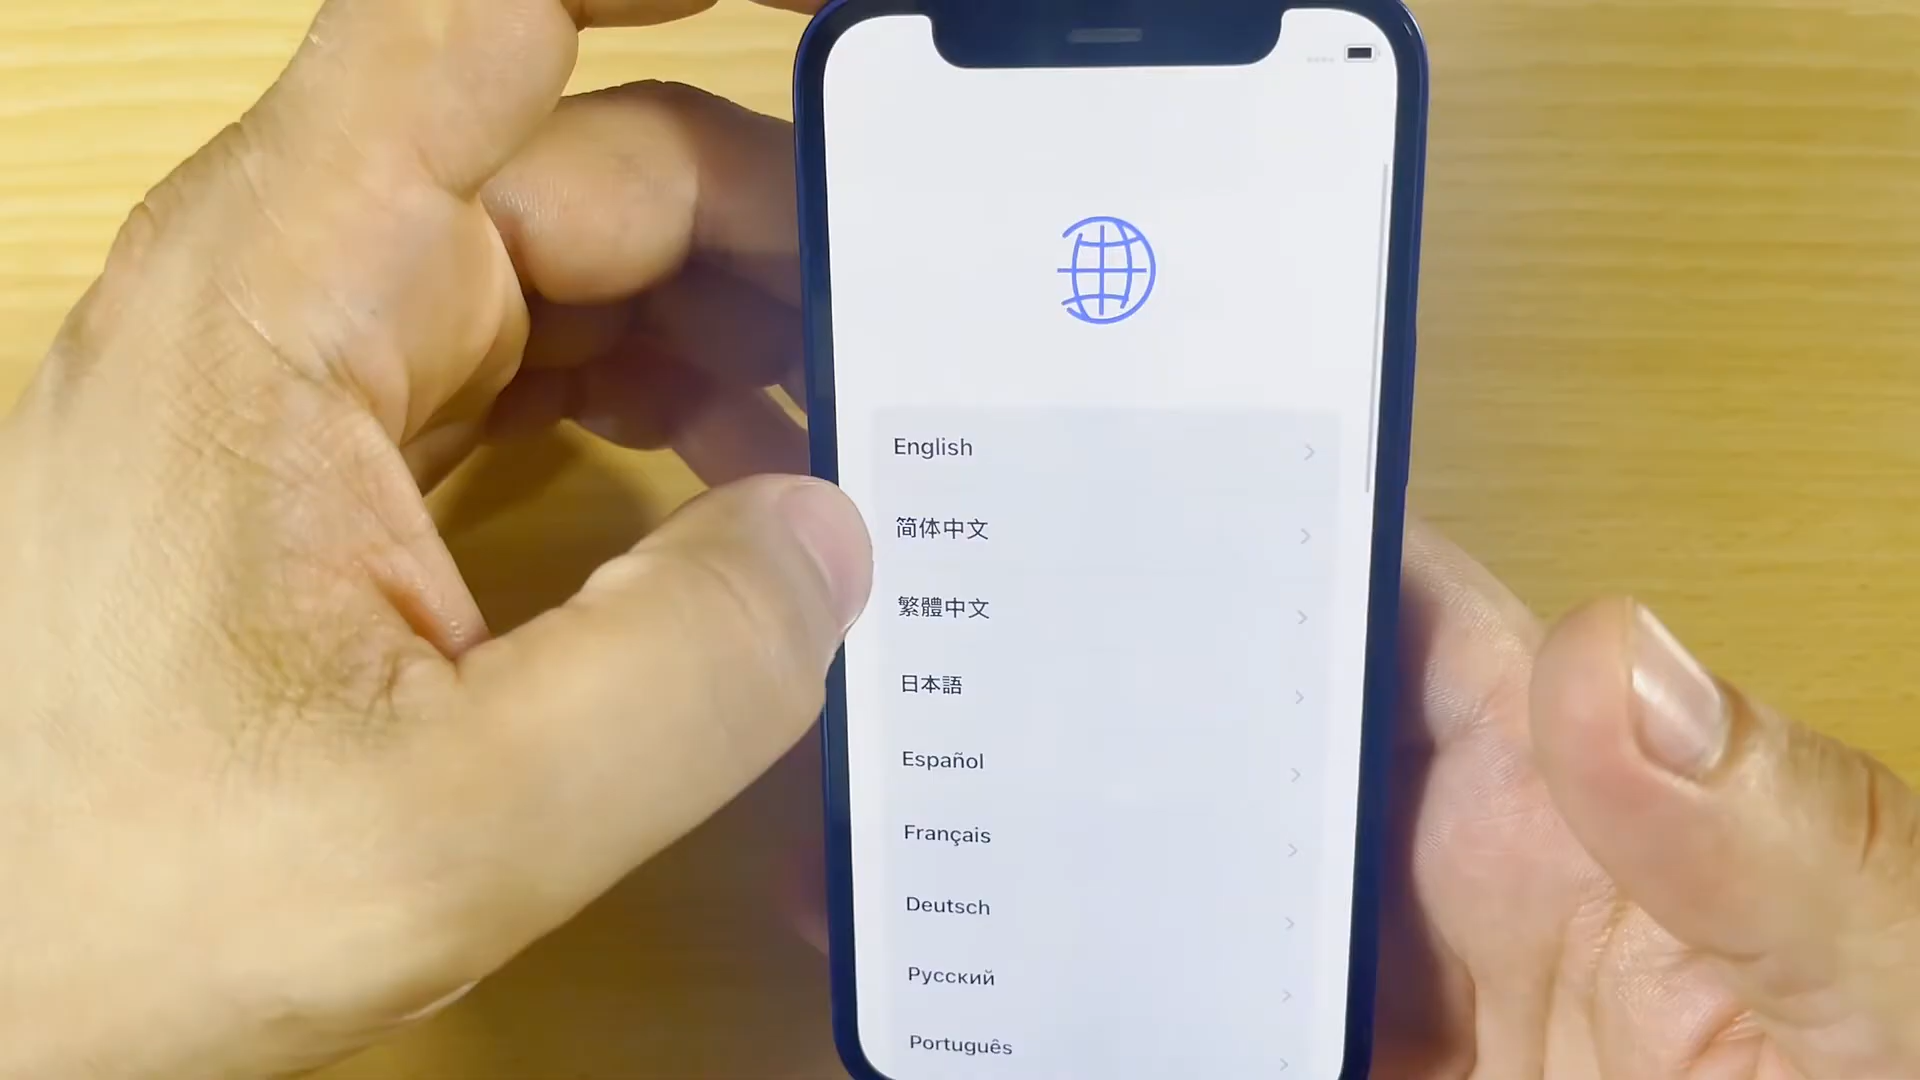 English
简体中文
繁體中文
日本語
Español
Français
Deutsch
Русский
Português